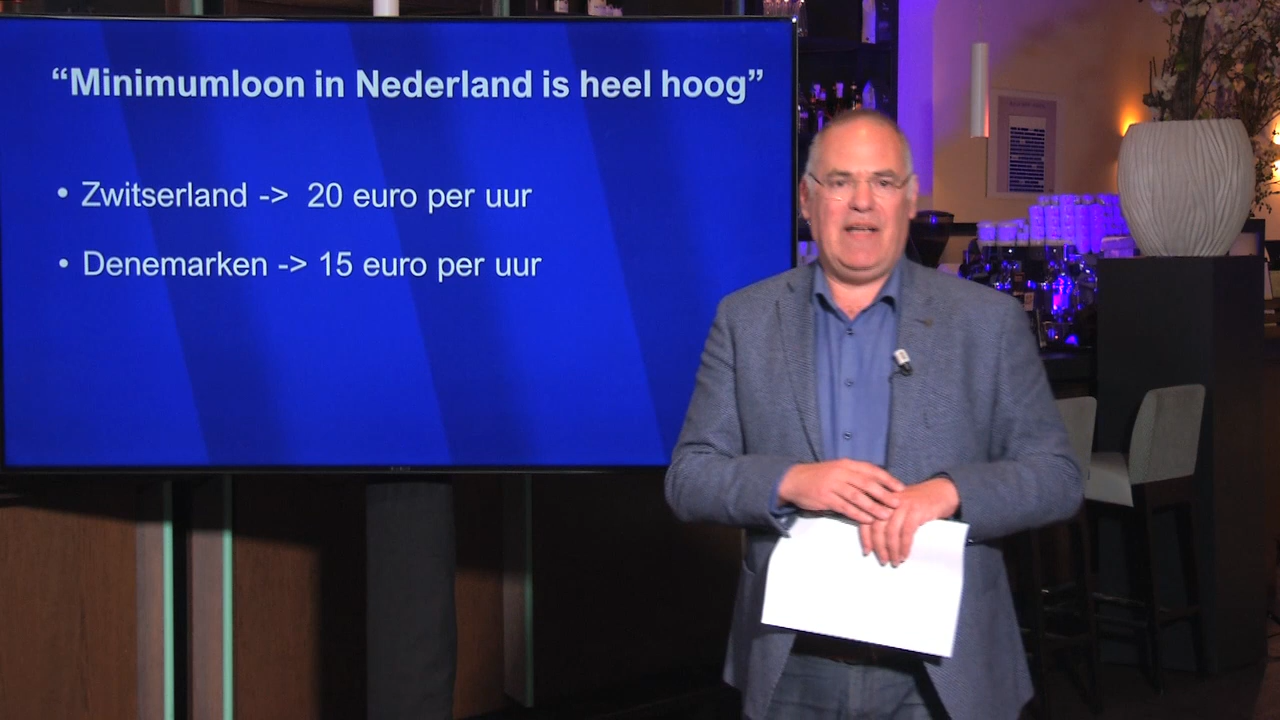 “Minimumloon in Nederland is heel hoog”
• Zwitserland -> 20 euro per uur
• Denemarken -> 15 euro per uur